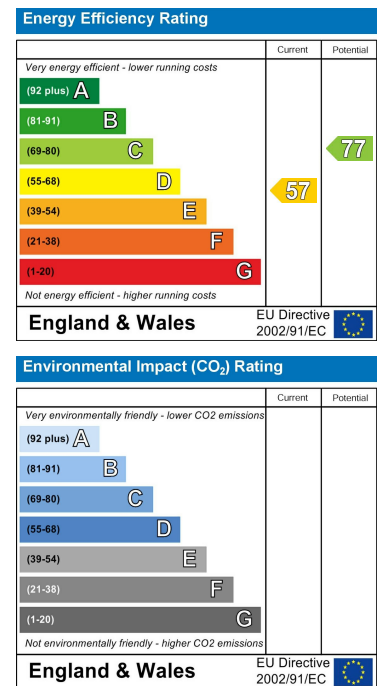 Energy Efficiency Rating
Current Potential
Very energy efficient - lower running costs
(92 plus) A
(81-91) B
(69-80) C
77
(55-68) D
57
(39-54) E
(21-38) F
(1-20) G
Not energy efficient - higher running costs
England & Wales
EU Directive
2002/91/EC
Environmental Impact (CO₂) Rating
Current Potential
Very environmentally friendly - lower CO2 emissions
(92 plus) A
(81-91) B
(69-80) C
(55-68) D
(39-54) E
(21-38) F
(1-20) G
Not environmentally friendly - higher CO2 emissions
England & Wales
EU Directive
2002/91/EC